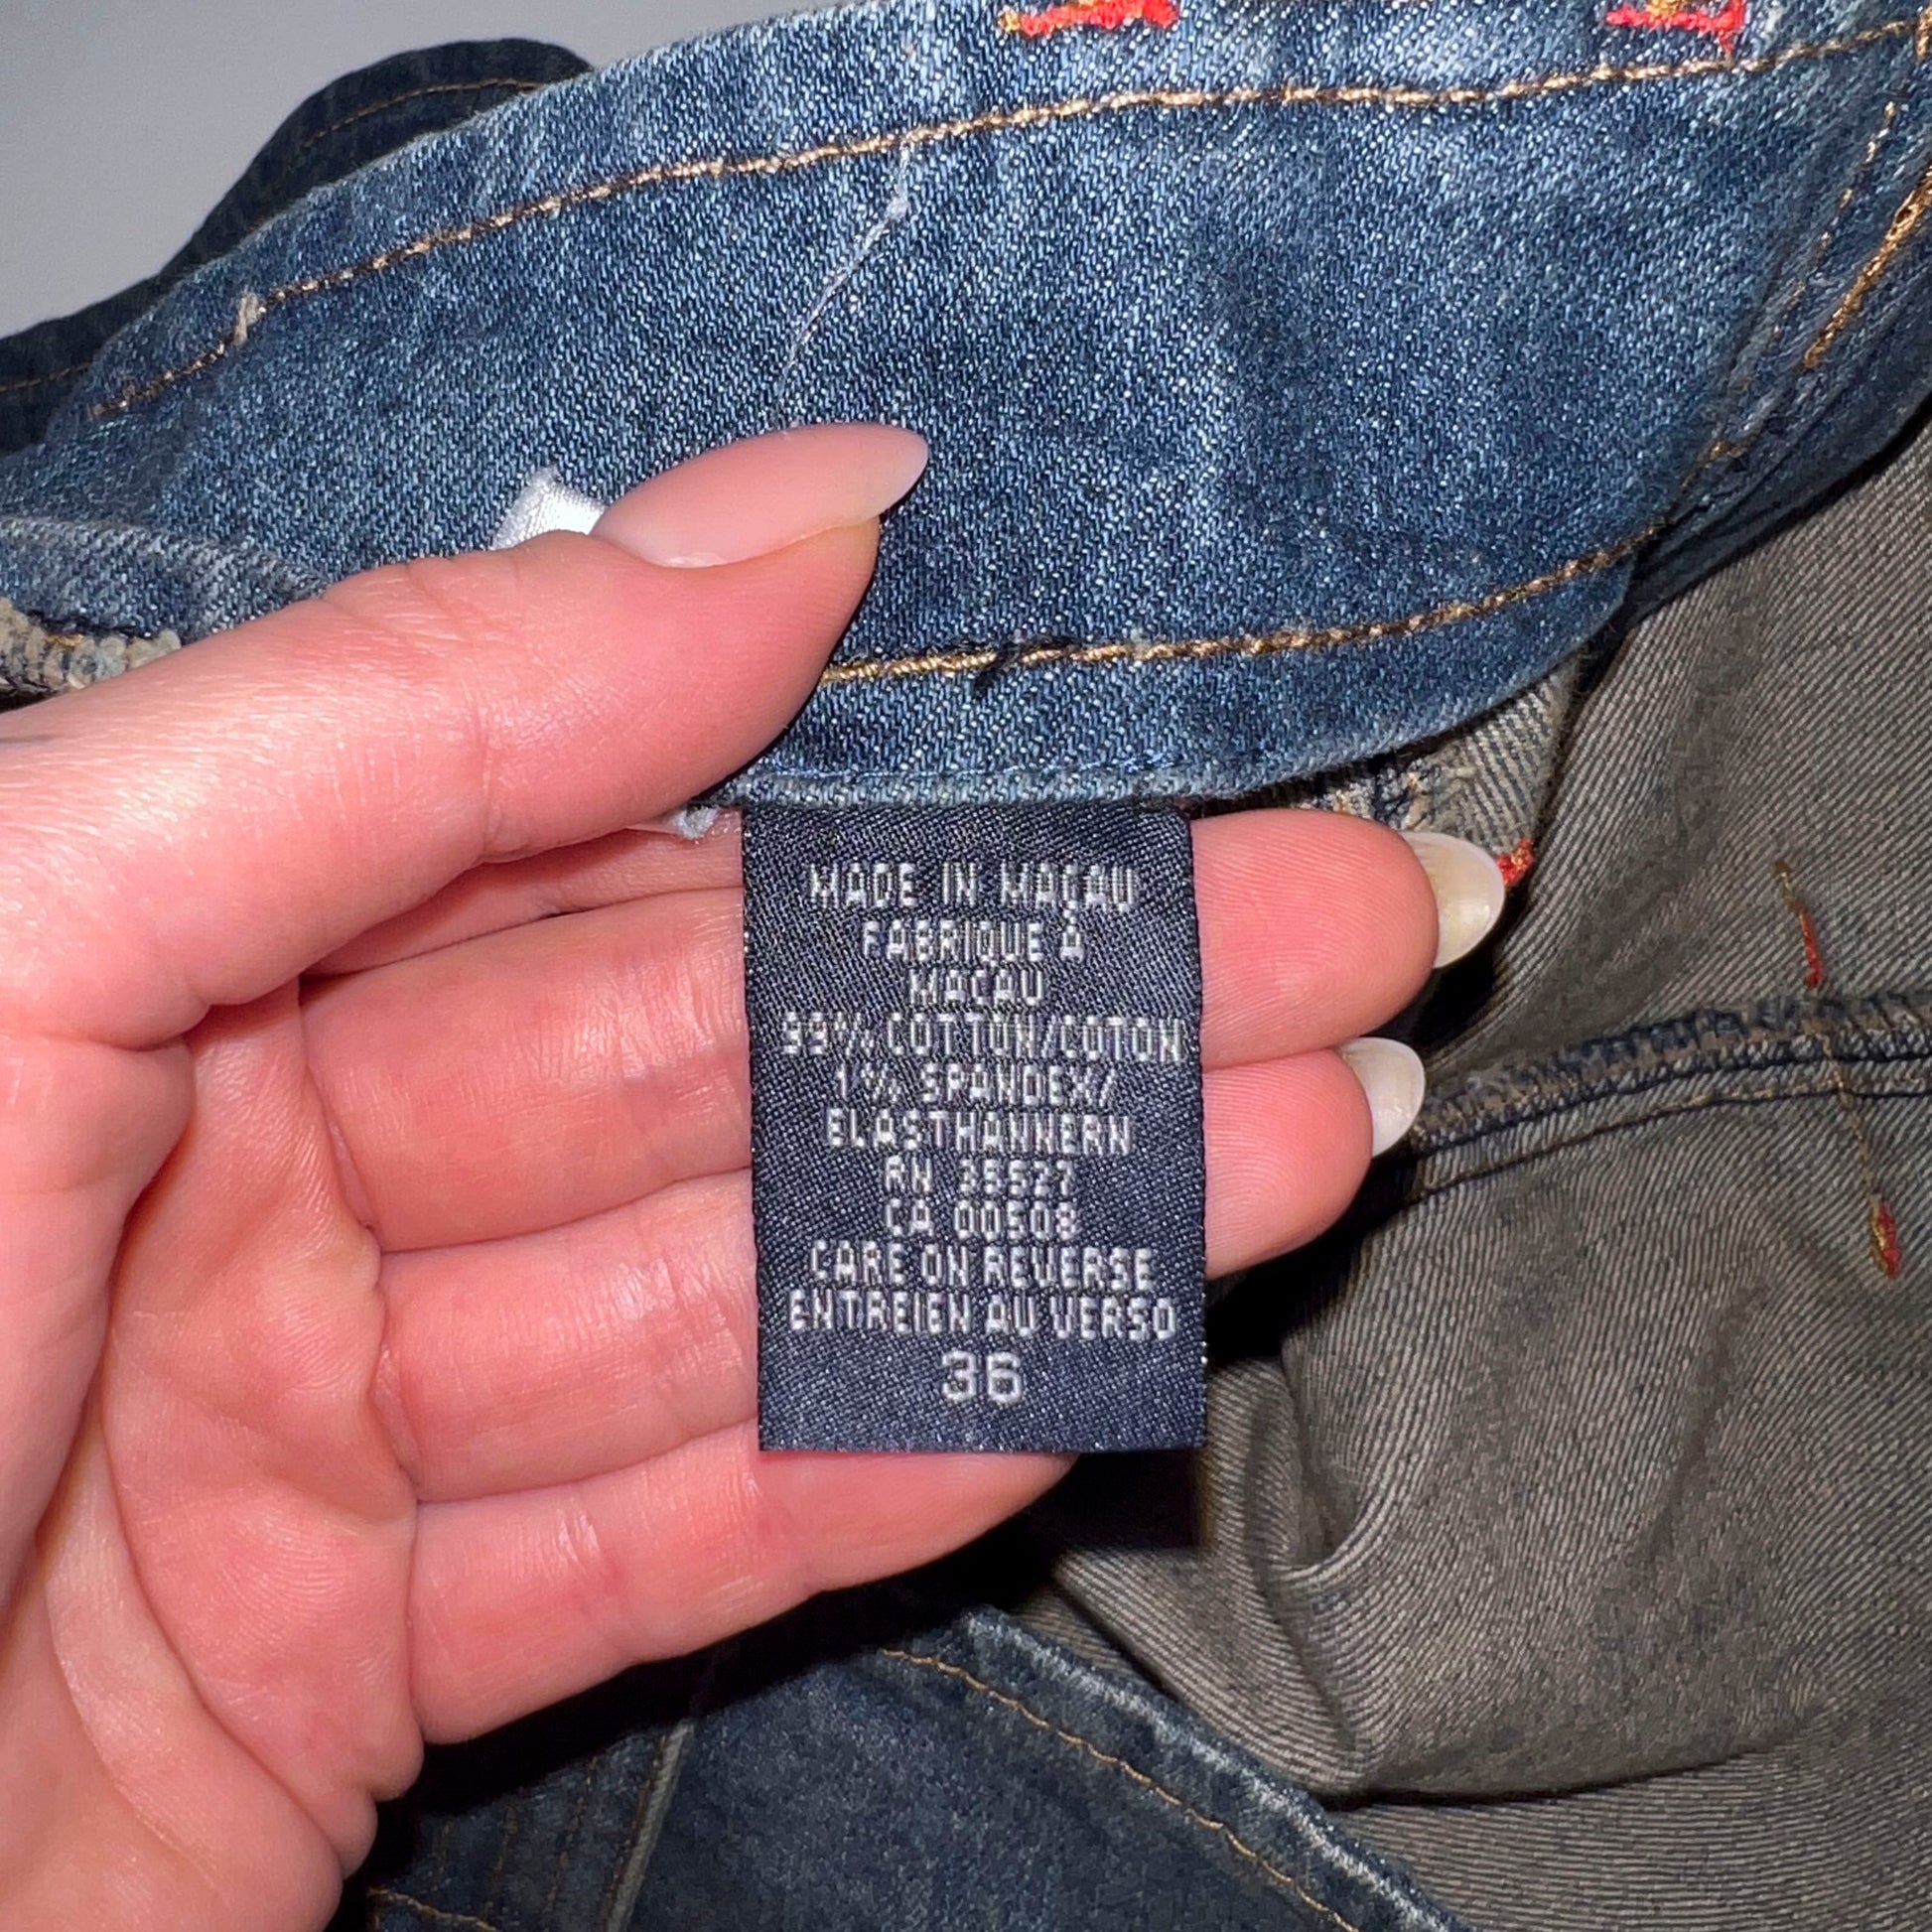 MADE IN MACAU
FABRIQUE À
MACAU
99% COTTON/COTON
1% SPANDEX/
ELASTHANNERN
RN 36527
CA 00508
CARE ON REVERSE
ENTREIEN AU VERSO
36